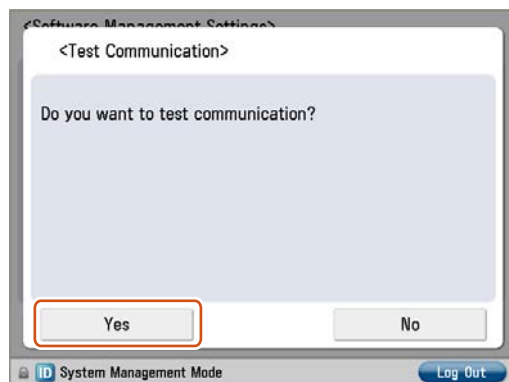 <Software Management Settings>
<Test Communication>
Do you want to test communication?
Yes
No
ID System Management Mode
Log Out